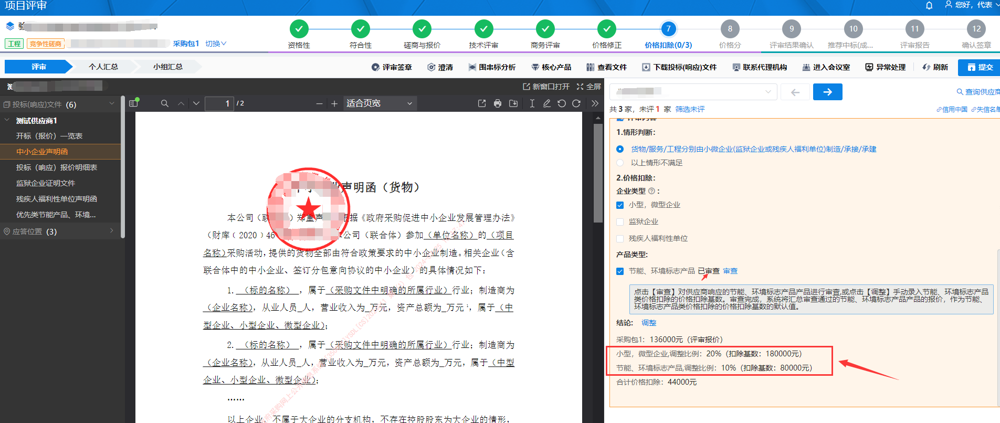 项目评审
您好，代表
验
工程 竞争性磋商 采购包1 切换
资格性 符合性 磋商与报价 技术评审 商务评审 价格修正 7 价格扣除(0/3) 8 价格分 9 评审结果确认 10 推荐中标(成... 11 评审报告 12 确认签章
评审 个人汇总 小组汇总 评审签章 澄清 围串标分析 核心产品 查看文件 下载投标(响应)文件 联系代理机构 进入会议室 异常处理 刷新 提交
新窗口打开 全屏
投标(响应)文件 (6)
测试供应商1
开标（报价）一览表
中小企业声明函
投标（响应）报价明细表
监狱企业证明文件
残疾人福利性单位声明函
优先类节能产品、环境...
应答位置 (3)
1 / 2 适合页宽
声明函（货物）
本公司（联 ）郑重声 根据《政府采购促进中小企业发展管理办法》
（财库﹝2020﹞46 公司（联合体）参加（单位名称）的（项目
名称）采购活动，提供的货物全部由符合政策要求的中小企业制造。相关企业（含
联合体中的中小企业、签订分包意向协议的中小企业）的具体情况如下：
1. （标的名称） ，属于（采购文件中明确的所属行业）行业；制造商为
（企业名称），从业人员 人，营业收入为 万元，资产总额为 万元¹，属于（中
型企业、小型企业、微型企业）；
2. （标的名称） ，属于（采购文件中明确的所属行业）行业；制造商为
（企业名称），从业人员 人，营业收入为 万元，资产总额为 万元，属于（中型
企业、小型企业、微型企业）；
……
以上企业，不属于大企业的分支机构，不存在控股股东为大企业的情形，
查询供应商
共 3 家，未评 1 家 筛选未评
信用中国 失信名单
评审内容
1.情形判断：
货物/服务/工程分别由小微企业(监狱企业或残疾人福利单位)制造/承接/承建
以上情形不满足
2.价格扣除：
企业类型 ：
小型，微型企业
监狱企业
残疾人福利性单位
产品类型：
节能、环境标志产品 已审查 审查
点击【审查】对供应商响应的节能、环境标志产品产品进行审查,或点击【调整】手动录入节能、环境标志产品
类价格扣除的价格扣除基数。审查完成，系统将汇总审查通过的节能、环境标志产品产品的报价，作为节能、
环境标志产品类价格扣除的价格扣除基数的默认值。
结论： 调整
采购包1：136000元（评审报价）
小型，微型企业,调整比例：20%（扣除基数：180000元）
节能、环境标志产品,调整比例：10%（扣除基数：80000元）
合计价格扣除：44000元